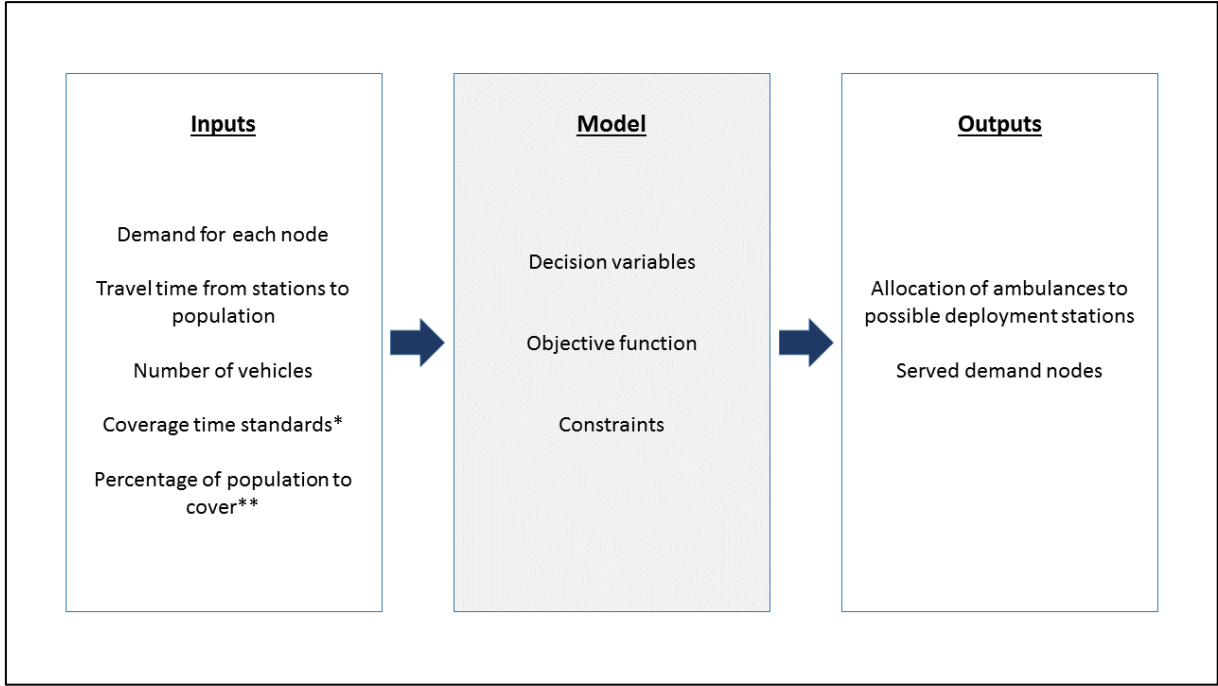 Inputs
Demand for each node
Travel time from stations to
population
Number of vehicles
Coverage time standards*
Percentage of population to
cover**
Model
Decision variables
Objective function
Constraints
Outputs
Allocation of ambulances to
possible deployment stations
Served demand nodes